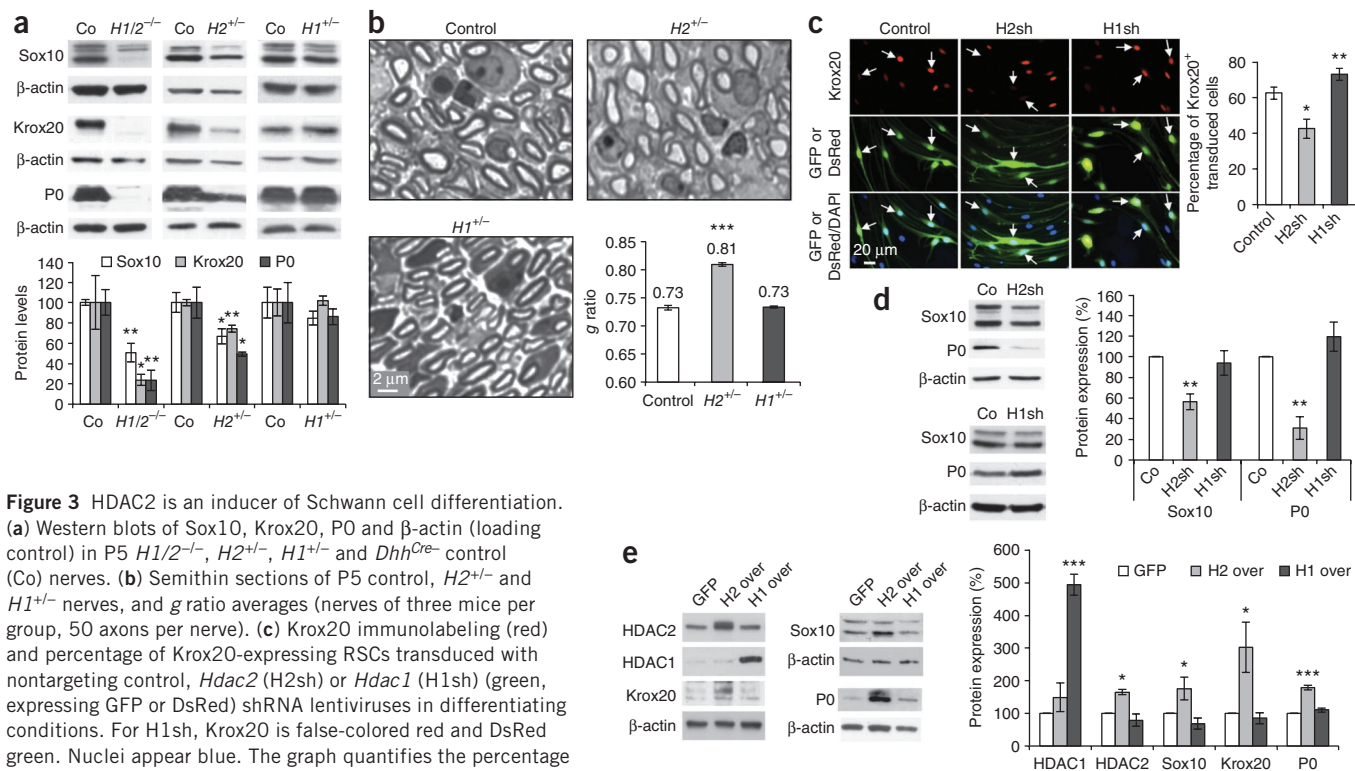 a
Co H1/2−/− Co H2+/− Co H1+/−
Sox10
β-actin
Krox20
β-actin
P0
β-actin
Sox10 Krox20 P0
Protein levels
140
120
100
80
60
40
20
0
** * ** * ** *
Co H1/2−/− Co H2+/− Co H1+/−
b
Control
H2+/−
H1+/−
2 μm
g ratio
0.85
0.80
0.75
0.70
0.65
0.60
***
0.73 0.81 0.73
Control H2+/− H1+/−
c
Control H2sh H1sh
Krox20
GFP or
DsRed
GFP or
DsRed/DAPI
20 μm
Percentage of Krox20+
transduced cells
80
60
40
20
0
* **
Control H2sh H1sh
d
Co H2sh
Sox10
P0
β-actin
Co H1sh
Sox10
P0
β-actin
Protein expression (%)
160
140
120
100
80
60
40
20
0
** **
Co H2sh H1sh Co H2sh H1sh
Sox10 P0
e
GFP H2 over H1 over
HDAC2
HDAC1
Krox20
β-actin
GFP H2 over H1 over
Sox10
β-actin
P0
β-actin
Protein expression (%)
600
500
400
300
200
100
0
GFP H2 over H1 over
*** * * * ***
HDAC1 HDAC2 Sox10 Krox20 P0
Figure 3 HDAC2 is an inducer of Schwann cell differentiation.
(a) Western blots of Sox10, Krox20, P0 and β-actin (loading
control) in P5 H1/2−/−, H2+/−, H1+/− and DhhCre− control
(Co) nerves. (b) Semithin sections of P5 control, H2+/− and
H1+/− nerves, and g ratio averages (nerves of three mice per
group, 50 axons per nerve). (c) Krox20 immunolabeling (red)
and percentage of Krox20-expressing RSCs transduced with
nontargeting control, Hdac2 (H2sh) or Hdac1 (H1sh) (green,
expressing GFP or DsRed) shRNA lentiviruses in differentiating
conditions. For H1sh, Krox20 is false-colored red and DsRed
green. Nuclei appear blue. The graph quantifies the percentage